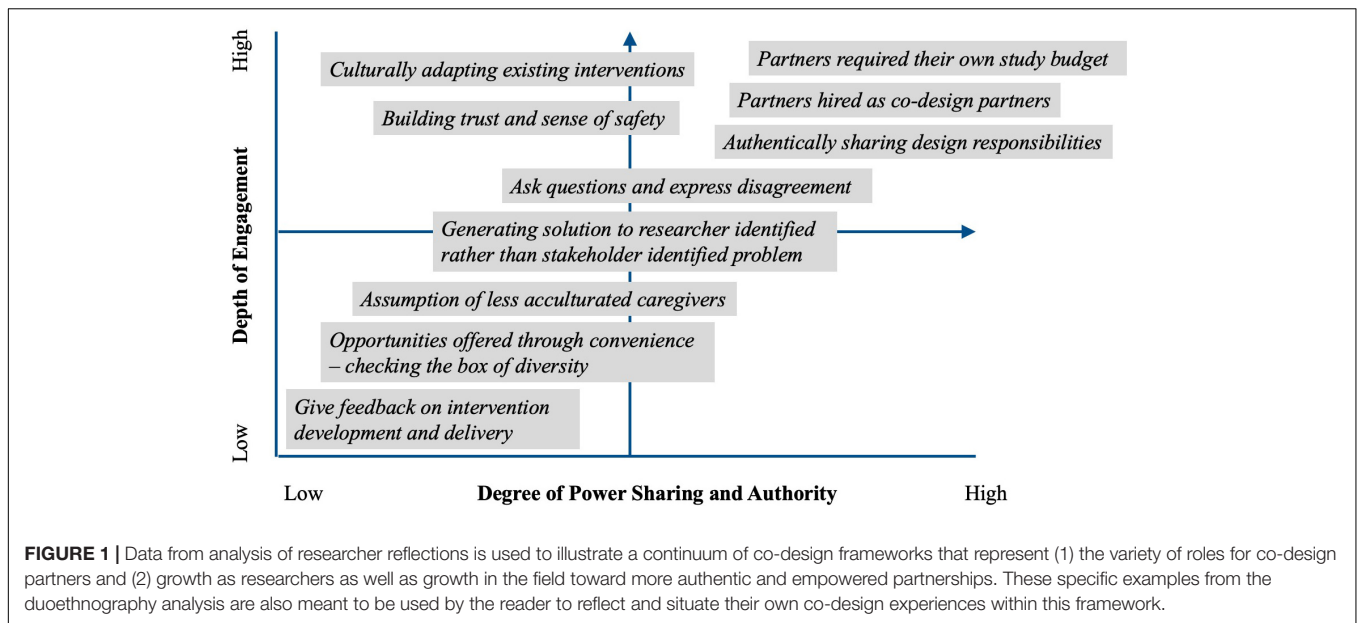 High
Depth of Engagement
Low
Culturally adapting existing interventions
Partners required their own study budget
Building trust and sense of safety
Partners hired as co-design partners
Authentically sharing design responsibilities
Ask questions and express disagreement
Generating solution to researcher identified
rather than stakeholder identified problem
Assumption of less acculturated caregivers
Opportunities offered through convenience
– checking the box of diversity
Give feedback on intervention
development and delivery
Low
Degree of Power Sharing and Authority
High
FIGURE 1 | Data from analysis of researcher reflections is used to illustrate a continuum of co-design frameworks that represent (1) the variety of roles for co-design
partners and (2) growth as researchers as well as growth in the field toward more authentic and empowered partnerships. These specific examples from the
duoethnography analysis are also meant to be used by the reader to reflect and situate their own co-design experiences within this framework.